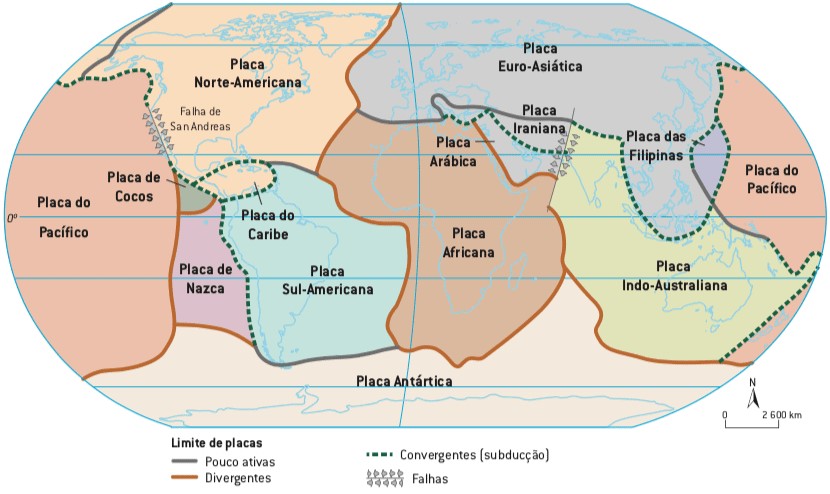 Placa
Norte-Americana
Placa
Euro-Asiática
Falha de
San Andreas
Placa
Iraniana
Placa
Arábica
Placa das
Filipinas
Placa do
Pacífico
Placa de
Cocos
Placa do
Pacífico
0º
Placa do
Caribe
Placa
Africana
Placa de
Nazca
Placa
Sul-Americana
Placa
Indo-Australiana
Placa Antártica
N
0 2 600 km
Limite de placas
Pouco ativas
Divergentes
Convergentes (subducção)
Falhas